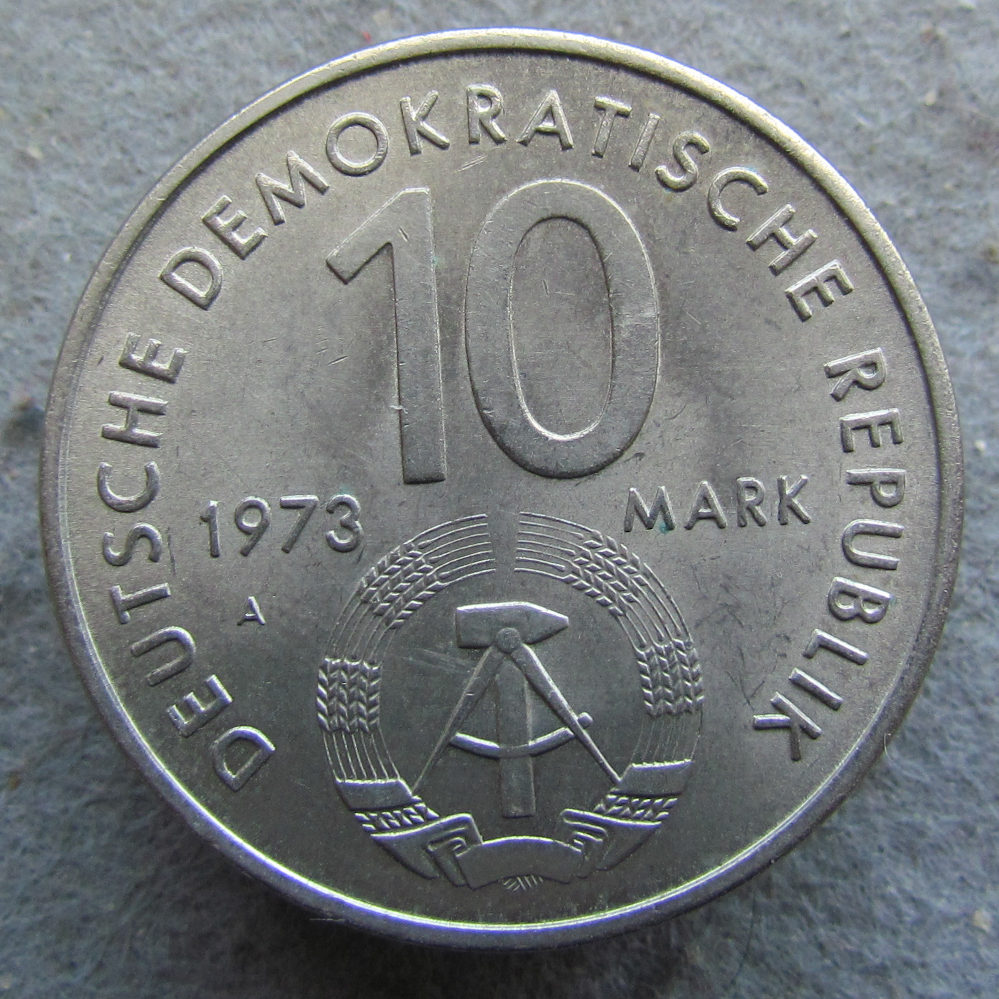 DEUTSCHE DEMOKRATISCHE REPUBLIK
10
1973 MARK
A